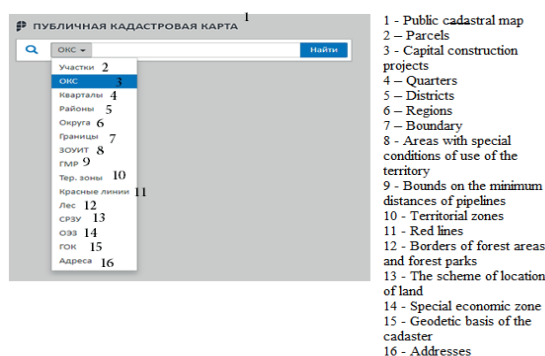 ПУБЛИЧНАЯ КАДАСТРОВАЯ КАРТА 1
ОКС Найти
Участки 2
ОКС 3
Кварталы 4
Районы 5
Округа 6
Границы 7
ЗОУИТ 8
ГМР 9
Тер. зоны 10
Красные линии 11
Лес 12
СРЗУ 13
ОЭЗ 14
ГОК 15
Адреса 16
1 - Public cadastral map
2 – Parcels
3 - Capital construction
projects
4 – Quarters
5 – Districts
6 – Regions
7 – Boundary
8 - Areas with special
conditions of use of the
territory
9 - Bounds on the minimum
distances of pipelines
10 - Territorial zones
11 - Red lines
12 - Borders of forest areas
and forest parks
13 - The scheme of location
of land
14 - Special economic zone
15 - Geodetic basis of the
cadaster
16 - Addresses